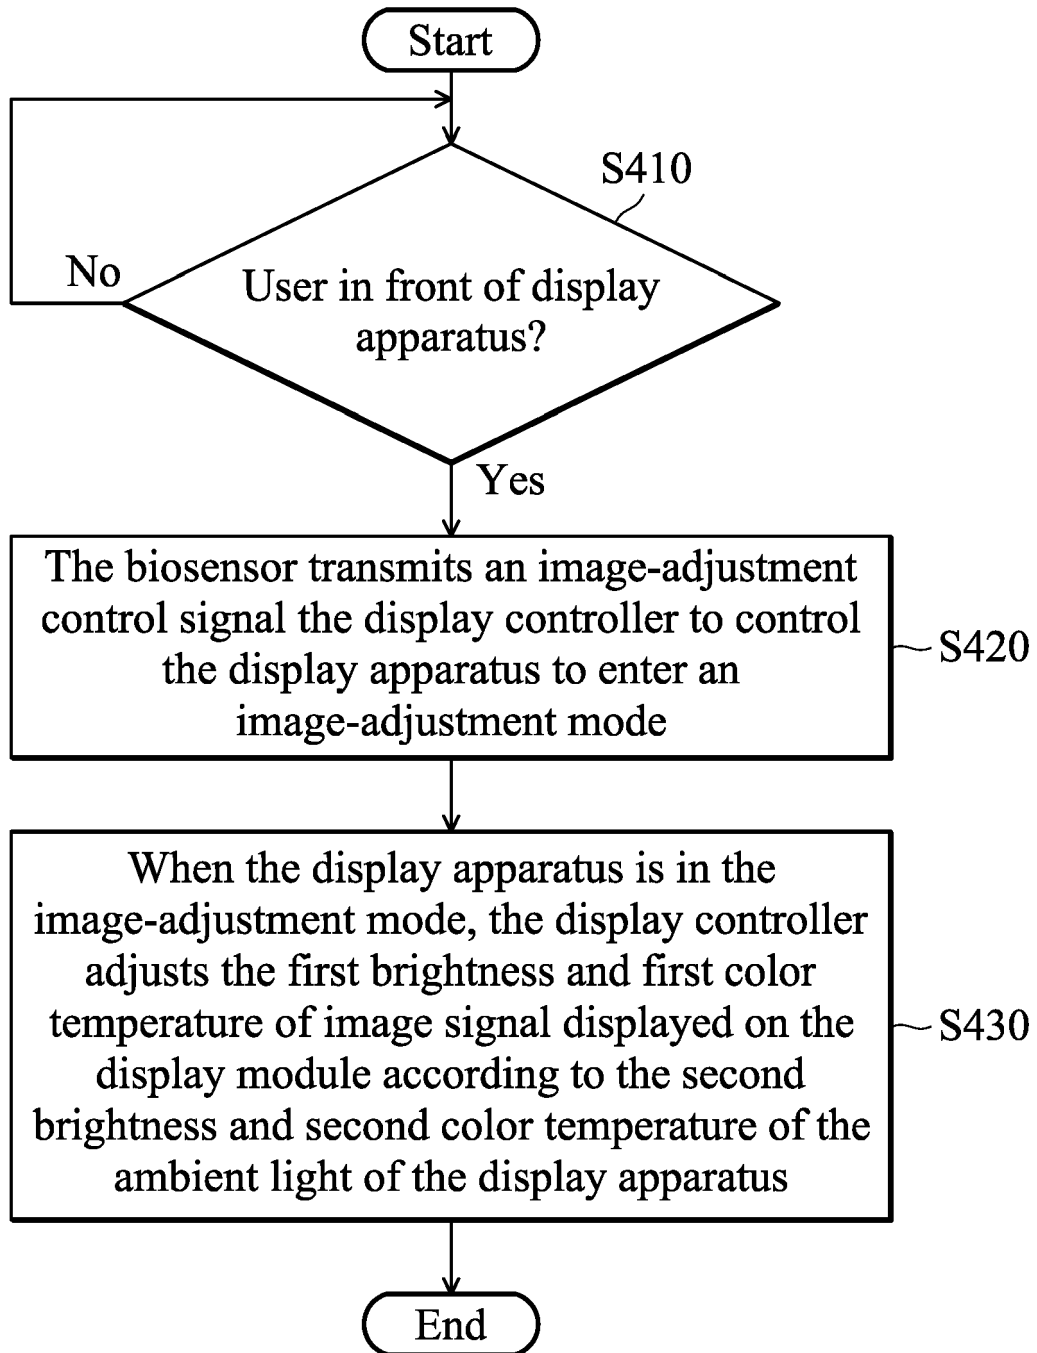 Start
S410
No
User in front of display
apparatus?
Yes
The biosensor transmits an image-adjustment
control signal the display controller to control
the display apparatus to enter an
image-adjustment mode
S420
When the display apparatus is in the
image-adjustment mode, the display controller
adjusts the first brightness and first color
temperature of image signal displayed on the
display module according to the second
brightness and second color temperature of the
ambient light of the display apparatus
S430
End